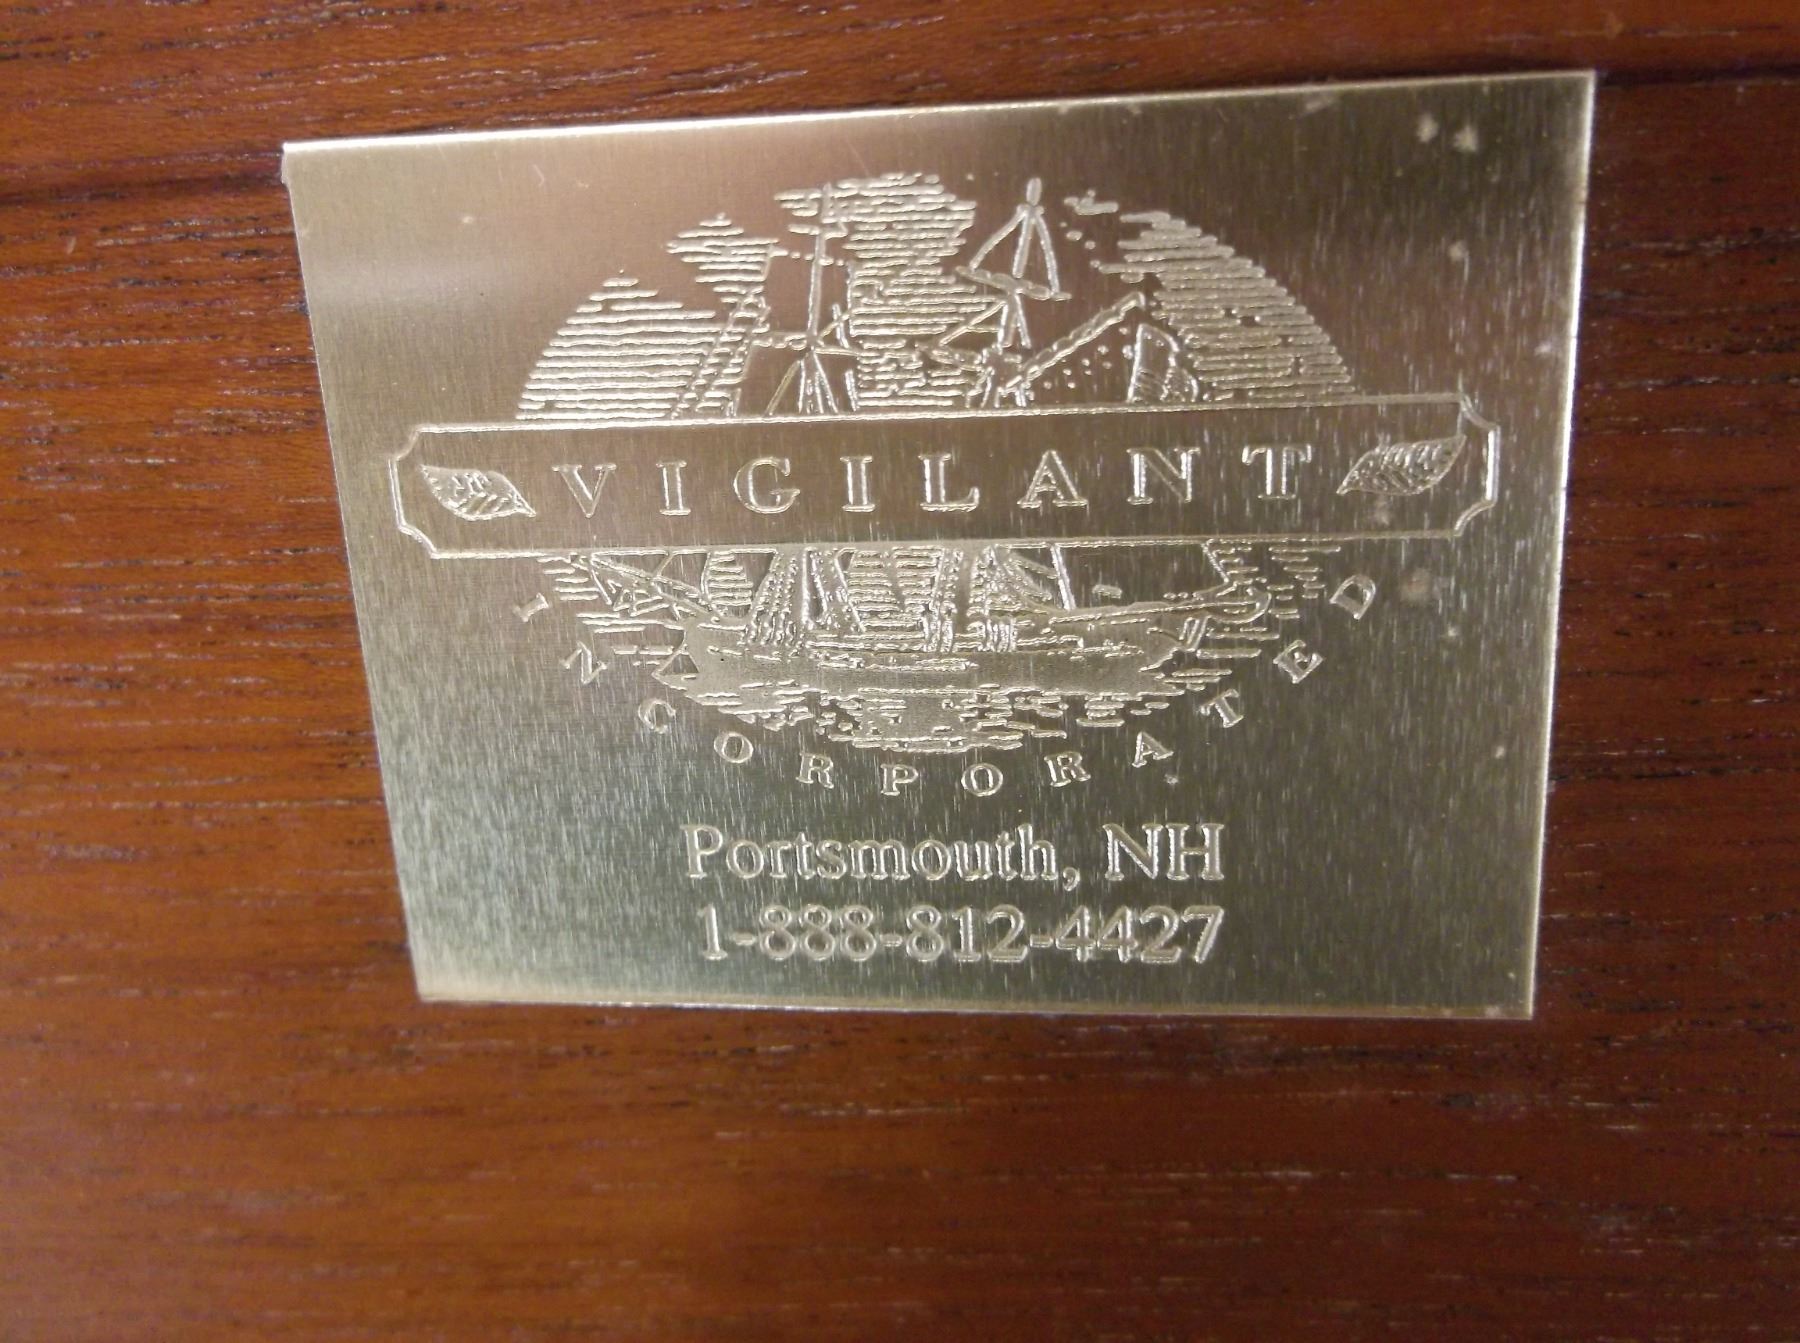 VIGILANT
INCORPORATED
Portsmouth, NH
1-888-812-4427